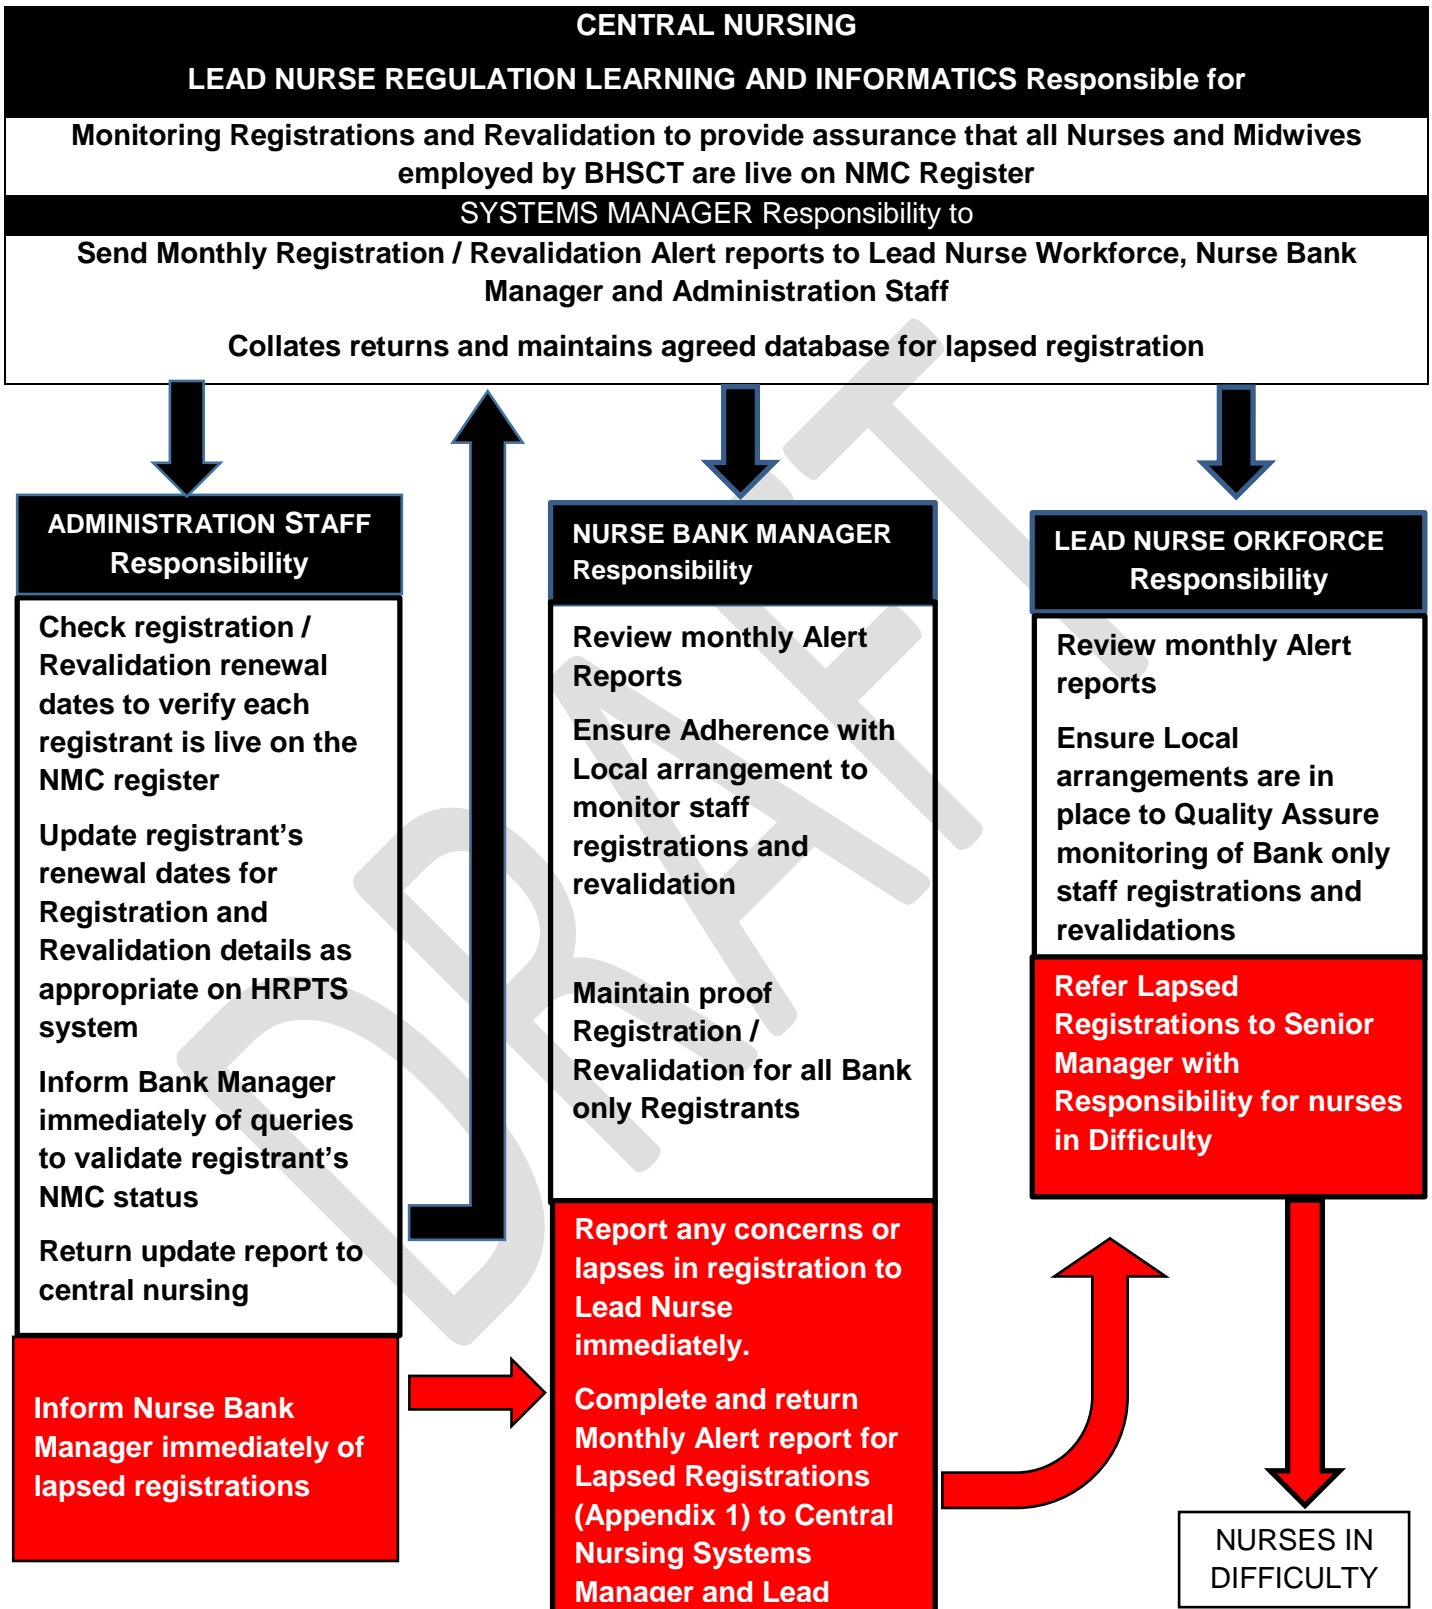 CENTRAL NURSING
LEAD NURSE REGULATION LEARNING AND INFORMATICS Responsible for
Monitoring Registrations and Revalidation to provide assurance that all Nurses and Midwives
employed by BHSCT are live on NMC Register
SYSTEMS MANAGER Responsibility to
Send Monthly Registration / Revalidation Alert reports to Lead Nurse Workforce, Nurse Bank
Manager and Administration Staff
Collates returns and maintains agreed database for lapsed registration
ADMINISTRATION STAFF
Responsibility
Check registration /
Revalidation renewal
dates to verify each
registrant is live on the
NMC register
Update registrant’s
renewal dates for
Registration and
Revalidation details as
appropriate on HRPTS
system
Inform Bank Manager
immediately of queries
to validate registrant’s
NMC status
Return update report to
central nursing
Inform Nurse Bank
Manager immediately of
lapsed registrations
NURSE BANK MANAGER
Responsibility
Review monthly Alert
Reports
Ensure Adherence with
Local arrangement to
monitor staff
registrations and
revalidation
Maintain proof
Registration /
Revalidation for all Bank
only Registrants
Report any concerns or
lapses in registration to
Lead Nurse
immediately.
Complete and return
Monthly Alert report for
Lapsed Registrations
(Appendix 1) to Central
Nursing Systems
Manager and Lead
LEAD NURSE ORKFORCE
Responsibility
Review monthly Alert
reports
Ensure Local
arrangements are in
place to Quality Assure
monitoring of Bank only
staff registrations and
revalidations
Refer Lapsed
Registrations to Senior
Manager with
Responsibility for nurses
in Difficulty
NURSES IN
DIFFICULTY
DRAFT